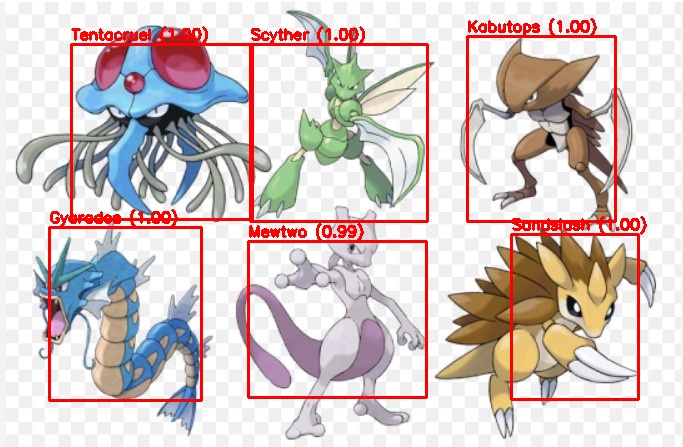 Tentacruel (1.00)
Scyther (1.00)
Kabutops (1.00)
Gyarados (1.00)
Mewtwo (0.99)
Sandslash (1.00)